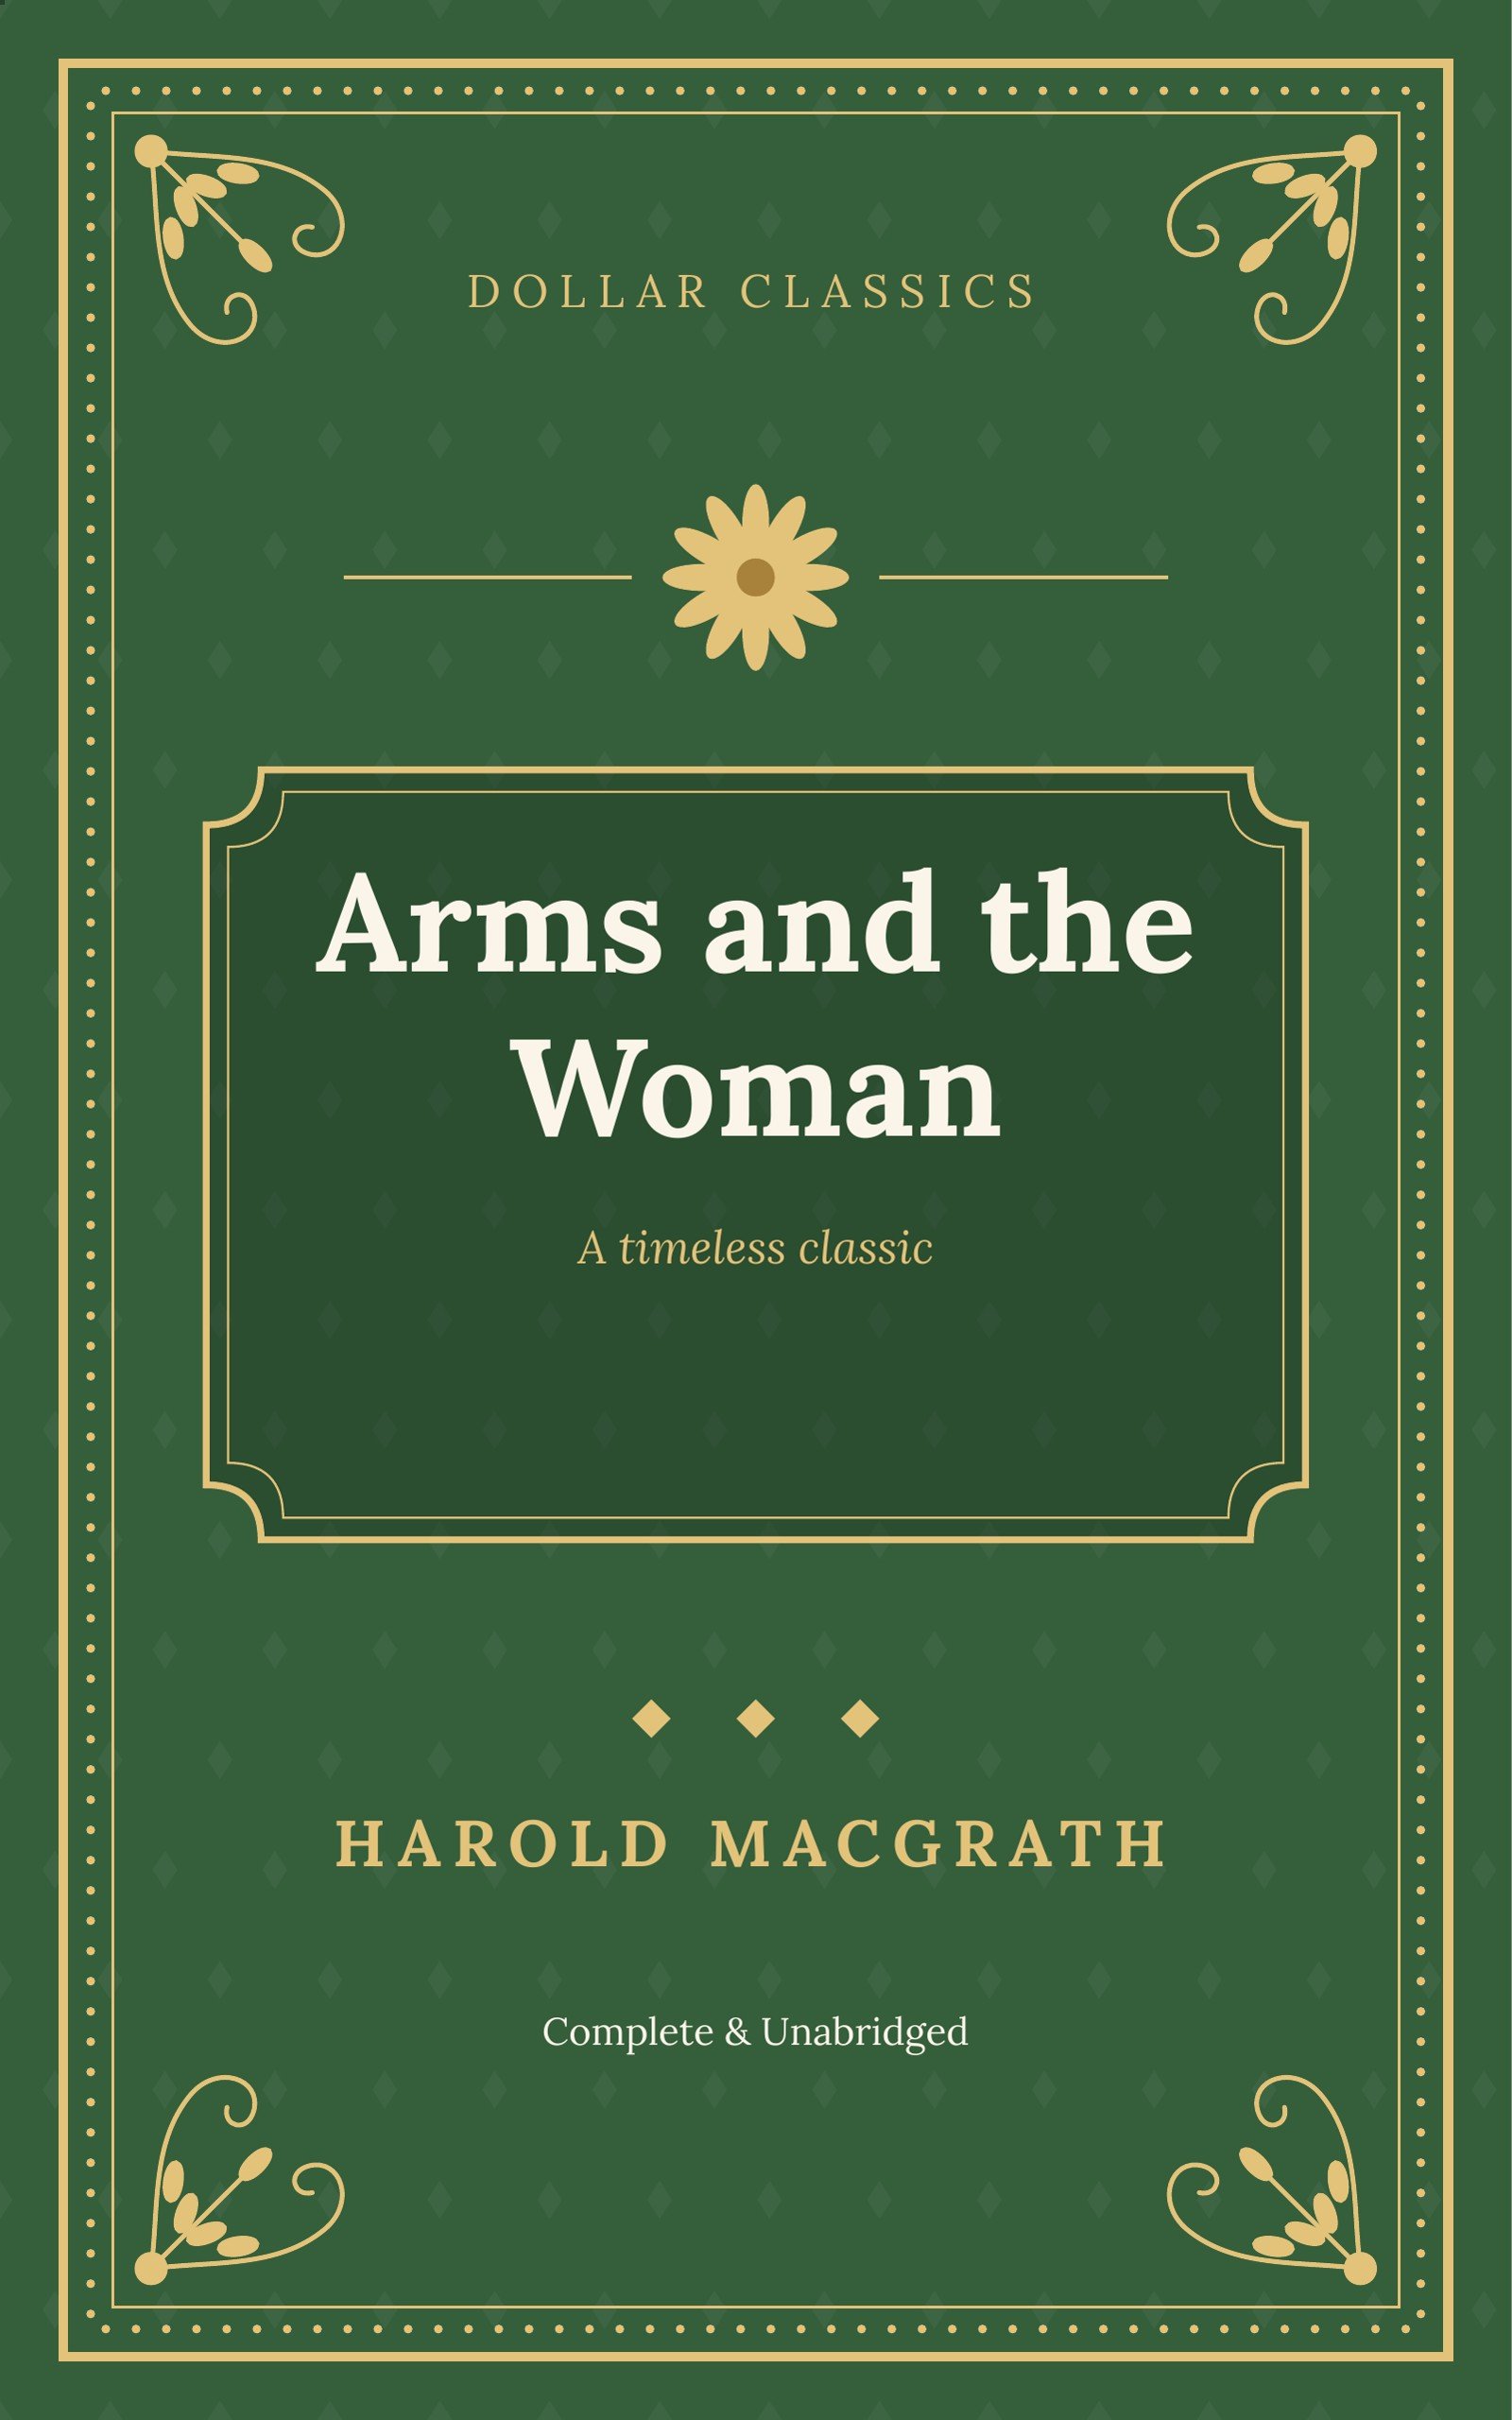 DOLLAR CLASSICS
Arms and the
Woman
A timeless classic
HAROLD MACGRATH
Complete & Unabridged